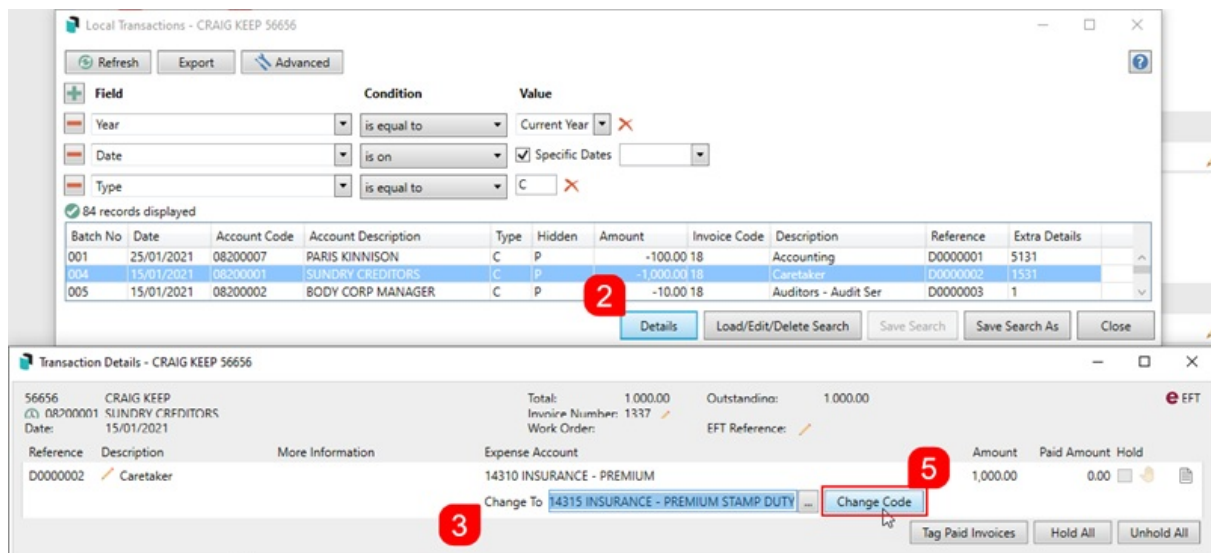 Local Transactions - CRAIG KEEP 56656
Refresh Export Advanced
Field Condition Value
Year is equal to Current Year
Date is on Specific Dates
Type is equal to C
84 records displayed
Batch No Date Account Code Account Description Type Hidden Amount Invoice Code Description Reference Extra Details
001 25/01/2021 08200007 PARIS KINNISON C P -100.00 18 Accounting D0000001 5131
004 15/01/2021 08200001 SUNDRY CREDITORS C P -1,000.00 18 Caretaker D0000002 1531
005 15/01/2021 08200002 BODY CORP MANAGER C P -10.00 18 Auditors - Audit Ser D0000003 1
2
Details Load/Edit/Delete Search Save Search Save Search As Close
Transaction Details - CRAIG KEEP 56656
56656 CRAIG KEEP Total: 1,000.00 Outstanding: 1,000.00 e EFT
08200001 SUNDRY CREDITORS Invoice Number: 1337
Date: 15/01/2021 Work Order: EFT Reference:
Reference Description More Information Expense Account Amount Paid Amount Hold
D0000002 Caretaker 14310 INSURANCE - PREMIUM 1,000.00 0.00
5
Change To 14315 INSURANCE - PREMIUM STAMP DUTY ... Change Code
3
Tag Paid Invoices Hold All Unhold All